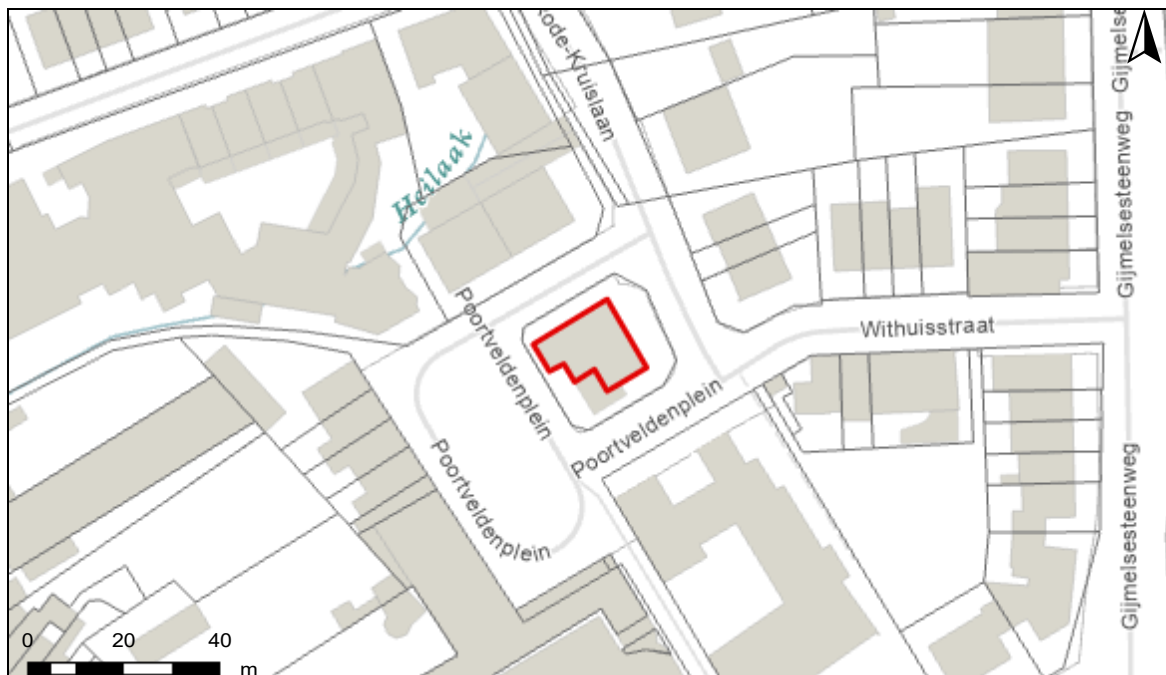 Rode-Kruislaan
Gijmelse
Gijmelsesteenweg
Heilaak
Poortveldenplein
Withuisstraat
Poortveldenplein
Poortveldenplein
Gijmelsesteenweg
0 20 40
m